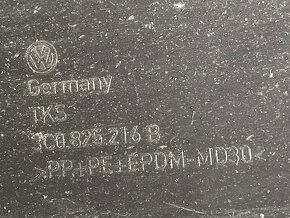 Germany
TKS
3C0.825.216 B
>PP+PE+EPDM-MD30<